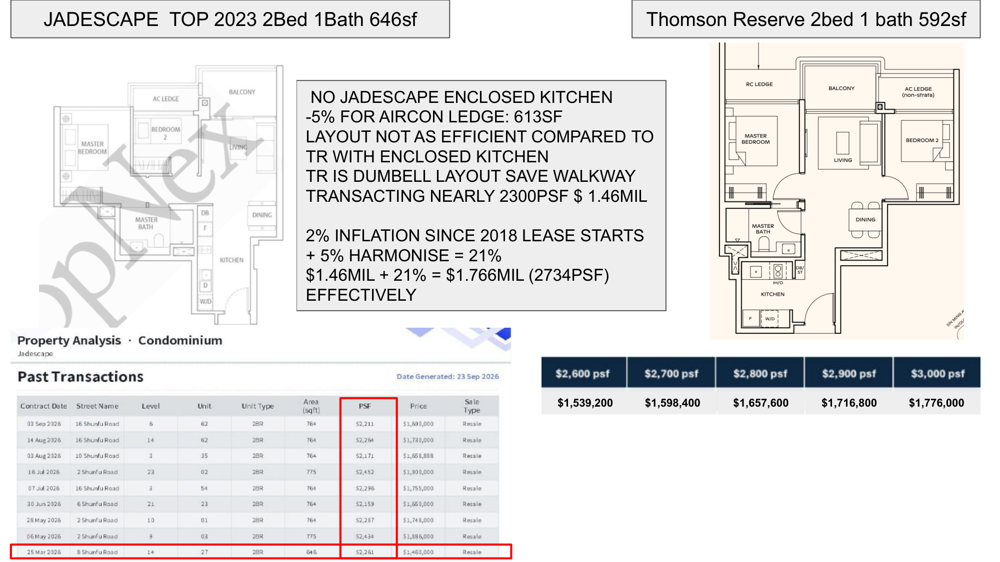 JADESCAPE  TOP 2023 2Bed 1Bath 646sf
Thomson Reserve 2bed 1 bath 592sf
AC LEDGE
BALCONY
BEDROOM
2
MASTER
BEDROOM
LIVING
MASTER
BATH
DB
F
DINING
KITCHEN
D
W/D
NO JADESCAPE ENCLOSED KITCHEN
-5% FOR AIRCON LEDGE: 613SF
LAYOUT NOT AS EFFICIENT COMPARED TO
TR WITH ENCLOSED KITCHEN
TR IS DUMBELL LAYOUT SAVE WALKWAY
TRANSACTING NEARLY 2300PSF $ 1.46MIL
2% INFLATION SINCE 2018 LEASE STARTS
+ 5% HARMONISE = 21%
$1.46MIL + 21% = $1.766MIL (2734PSF)
EFFECTIVELY
RC LEDGE
BALCONY
AC LEDGE
(non-strata)
MASTER
BEDROOM
LIVING
BEDROOM 2
DINING
MASTER
BATH
DB/
ST
IH/O
KITCHEN
F
W/D
SIN MING
IN/OU
opNex
Property Analysis · Condominium
Jadescape
Past Transactions
Date Generated: 23 Sep 2026
Contract Date Street Name Level Unit Unit Type Area (sqft) PSF Price Sale Type
03 Sep 2026 16 Shunfu Road 6 62 2BR 764 $2,211 $1,690,000 Resale
14 Aug 2026 16 Shunfu Road 14 62 2BR 764 $2,264 $1,730,000 Resale
03 Aug 2026 10 Shunfu Road 3 35 2BR 764 $2,171 $1,658,888 Resale
16 Jul 2026 2 Shunfu Road 23 02 2BR 775 $2,452 $1,900,000 Resale
07 Jul 2026 16 Shunfu Road 3 54 2BR 764 $2,296 $1,755,000 Resale
30 Jun 2026 6 Shunfu Road 21 23 2BR 764 $2,159 $1,650,000 Resale
28 May 2026 2 Shunfu Road 10 01 2BR 764 $2,287 $1,748,000 Resale
06 May 2026 2 Shunfu Road 9 03 2BR 775 $2,434 $1,886,000 Resale
25 Mar 2026 8 Shunfu Road 14 27 2BR 646 $2,261 $1,460,000 Resale
$2,600 psf $2,700 psf $2,800 psf $2,900 psf $3,000 psf
$1,539,200 $1,598,400 $1,657,600 $1,716,800 $1,776,000